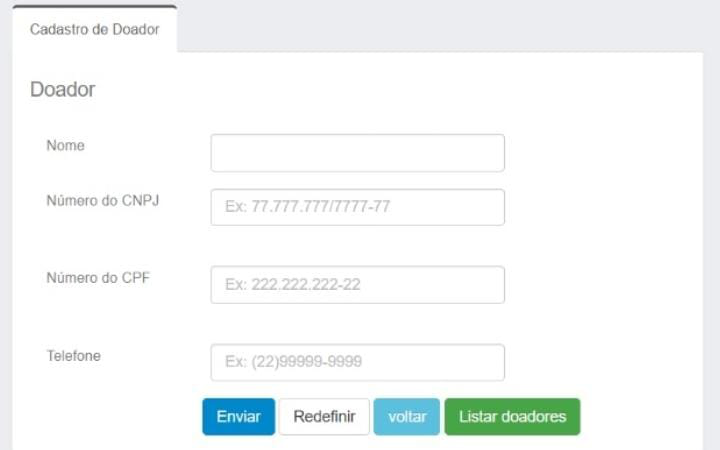 Cadastro de Doador
Doador
Nome
Número do CNPJ
Ex: 77.777.777/7777-77
Número do CPF
Ex: 222.222.222-22
Telefone
Ex: (22)99999-9999
Enviar Redefinir voltar Listar doadores